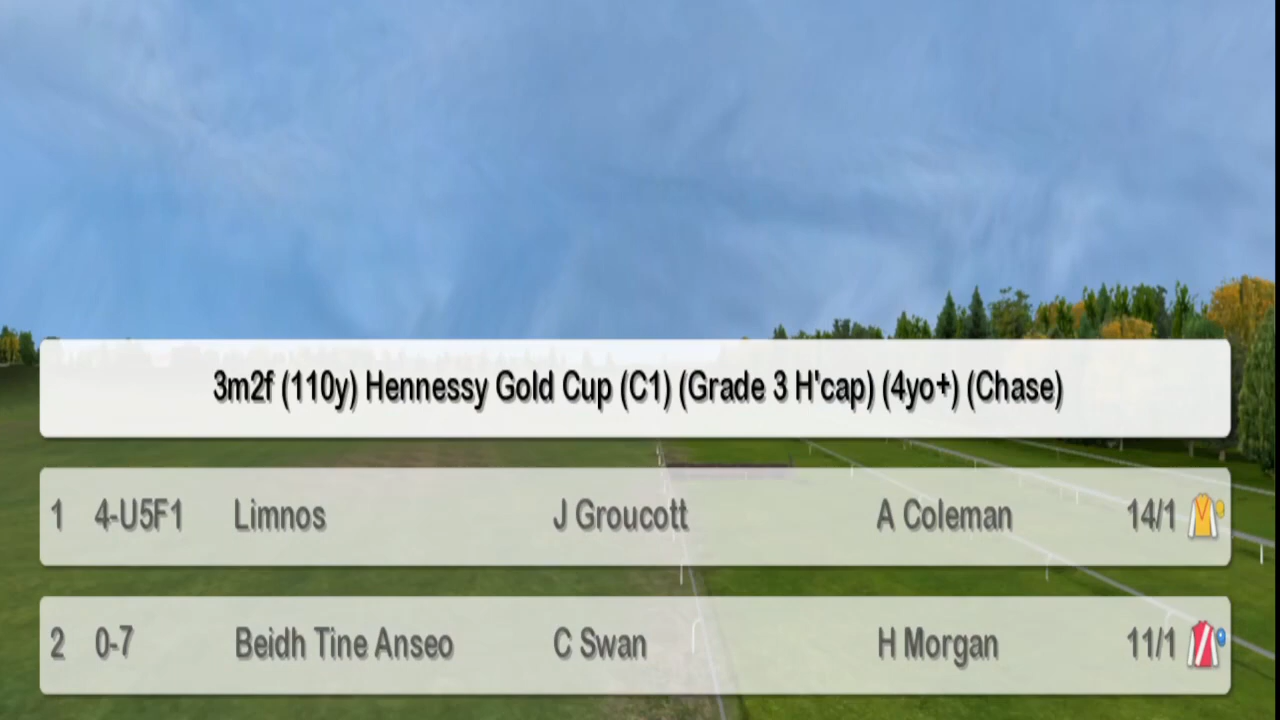 3m2f (110y) Hennessy Gold Cup (C1) (Grade 3 H'cap) (4yo+) (Chase)
1 4-U5F1 Limnos J Groucott A Coleman 14/1
2 0-7 Beidh Tine Anseo C Swan H Morgan 11/1